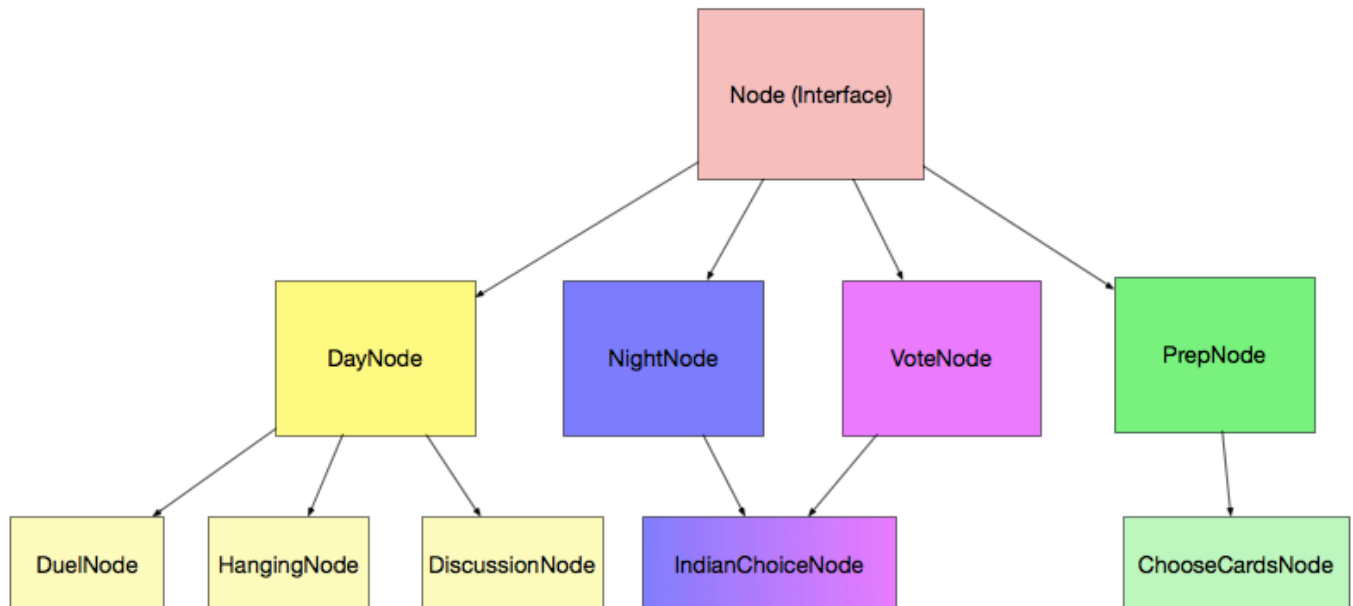 Node (Interface)
DayNode
NightNode
VoteNode
PrepNode
DuelNode
HangingNode
DiscussionNode
IndianChoiceNode
ChooseCardsNode